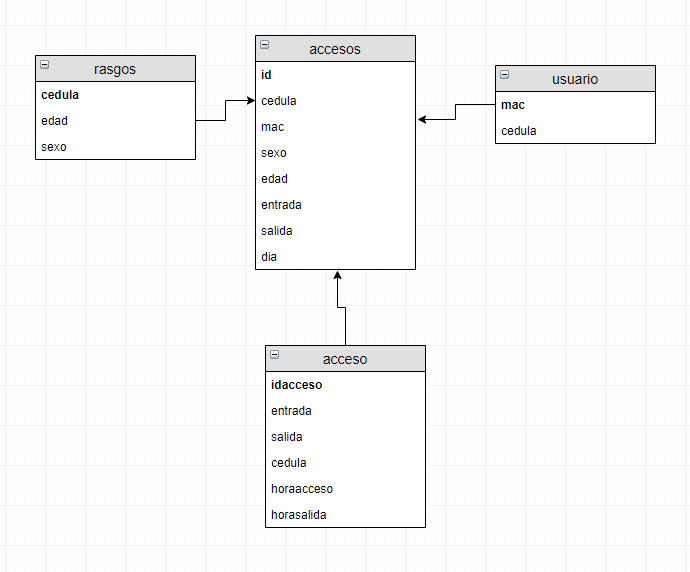 rasgos
cedula
edad
sexo
accesos
id
cedula
mac
sexo
edad
entrada
salida
dia
usuario
mac
cedula
acceso
idacceso
entrada
salida
cedula
horaacceso
horasalida